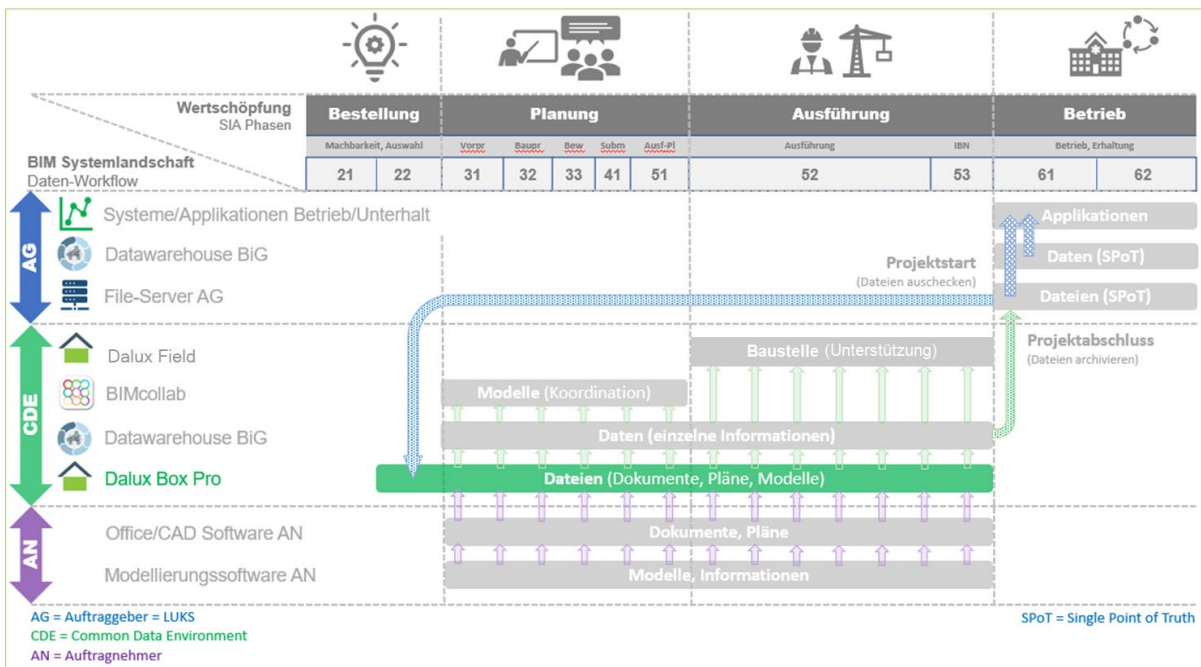 Wertschöpfung
SIA Phasen
Bestellung
Planung
Ausführung
Betrieb
Machbarkeit, Auswahl
Vorpr
Baupr
Bew
Subm
Ausf-Pl
Ausführung
IBN
Betrieb, Erhaltung
BIM Systemlandschaft
Daten-Workflow
21
22
31
32
33
41
51
52
53
61
62
AG
Systeme/Applikationen Betrieb/Unterhalt
Applikationen
Datawarehouse BiG
Projektstart
(Dateien auschecken)
Daten (SPoT)
File-Server AG
Dateien (SPoT)
CDE
Dalux Field
Baustelle (Unterstützung)
Projektabschluss
(Dateien archivieren)
BIMcollab
Modelle (Koordination)
Datawarehouse BiG
Daten (einzelne Informationen)
Dalux Box Pro
Dateien (Dokumente, Pläne, Modelle)
AN
Office/CAD Software AN
Dokumente, Pläne
Modellierungssoftware AN
Modelle, Informationen
AG = Auftraggeber = LUKS
SPoT = Single Point of Truth
CDE = Common Data Environment
AN = Auftragnehmer